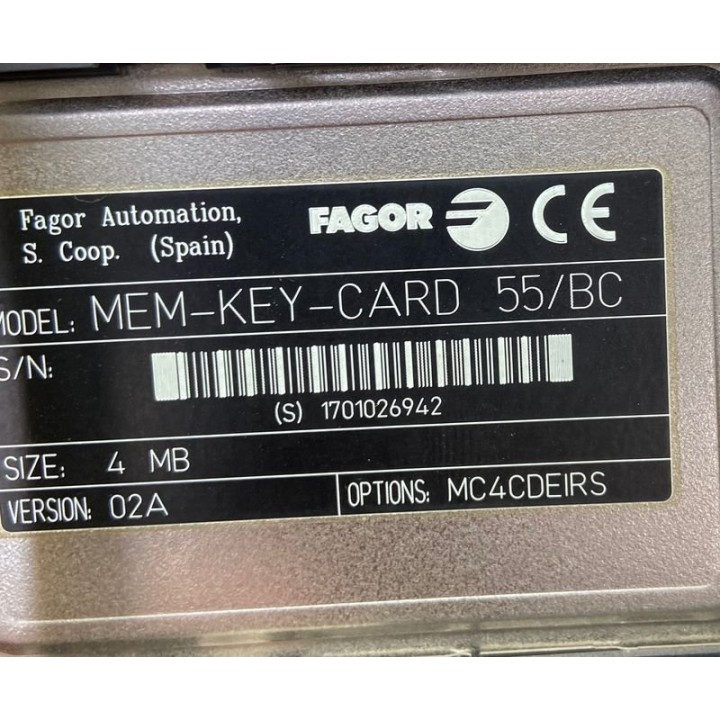 Fagor Automation,
S. Coop. (Spain)
FAGOR CE
MODEL: MEM-KEY-CARD 55/BC
S/N:
(S) 1701026942
SIZE: 4 MB
VERSION: 02A
OPTIONS: MC4CDEIRS